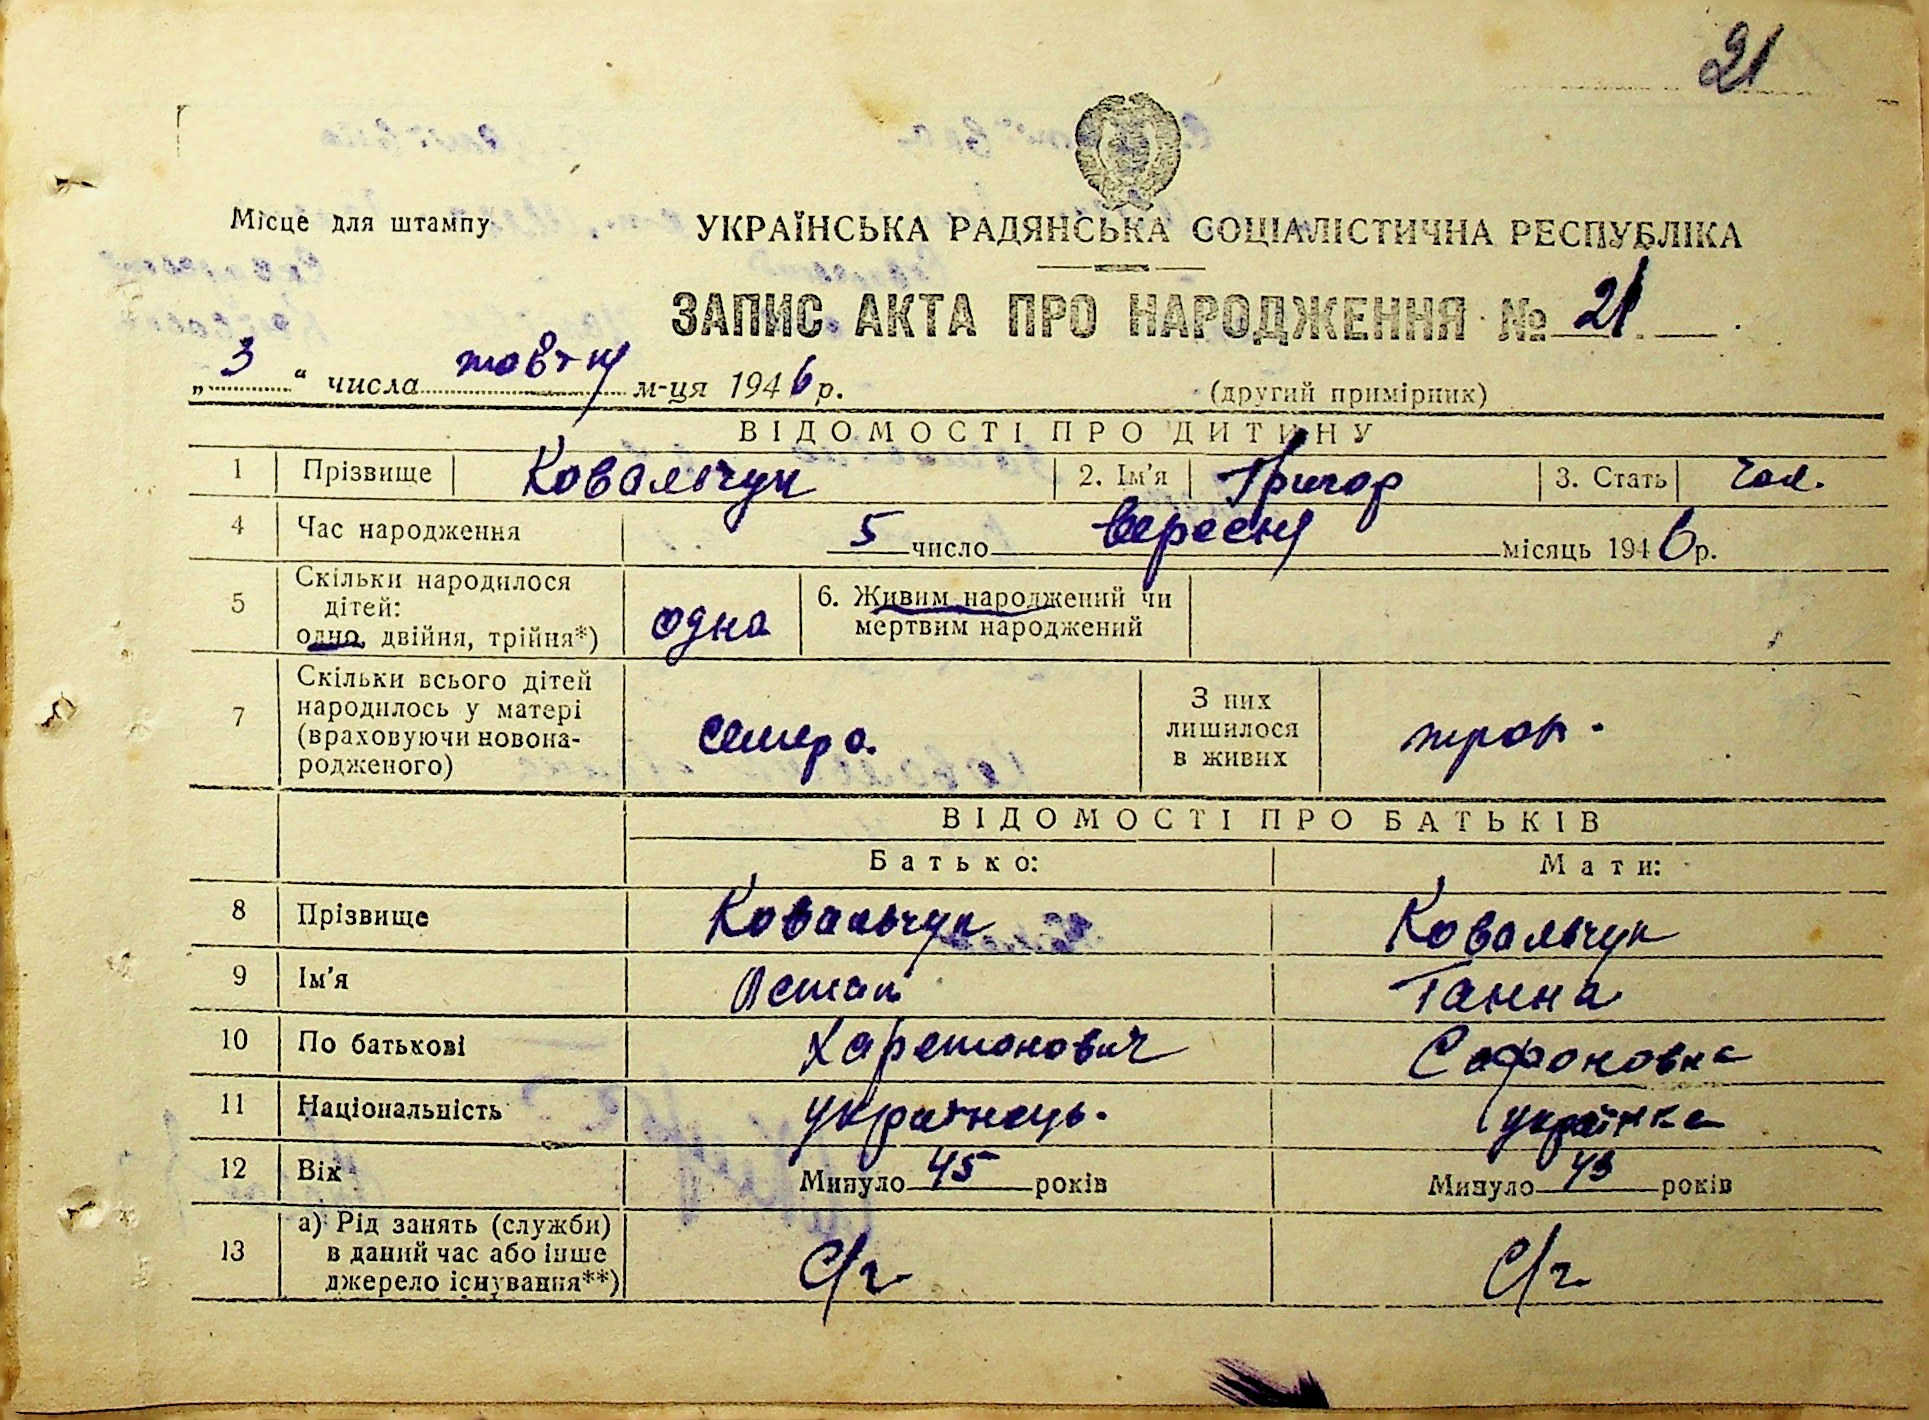 21
Місце для штампу
УКРАЇНСЬКА РАДЯНСЬКА СОЦІАЛІСТИЧНА РЕСПУБЛІКА
ЗАПИС АКТА ПРО НАРОДЖЕННЯ № 21
„3“ числа жовтня м-ця 1946 р.
(другий примірник)
ВІДОМОСТІ ПРО ДИТИНУ
1 Прізвище Ковальчук 2. Ім'я Григор 3. Стать чол.
4 Час народження 5 число вересня місяць 1946 р.
5 Скільки народилося
дітей:
одно, двійня, трійня*) одна
6. Живим народжений чи
мертвим народжений
7 Скільки всього дітей
народилось у матері
(враховуючи новона-
родженого) семеро.
З них
лишилося
в живих
ВІДОМОСТІ ПРО БАТЬКІВ
Батько: Мати:
8 Прізвище Ковальчук Ковальчук
9 Ім'я Остап Ганна
10 По батькові Харетонович Сафоновна
11 Національність українець. українка
12 Вік Минуло 45 років Минуло 43 років
13 а) Рід занять (служби)
в даний час або інше
джерело існування**) с/г с/г